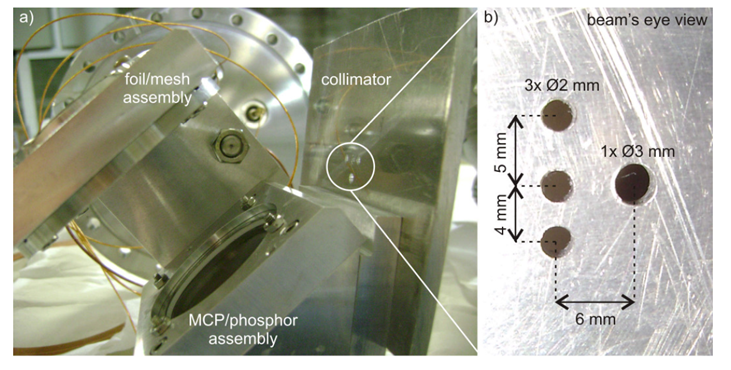 a)
foil/mesh
assembly
collimator
MCP/phosphor
assembly
b)
beam's eye view
3x Ø2 mm
1x Ø3 mm
5 mm
4 mm
6 mm